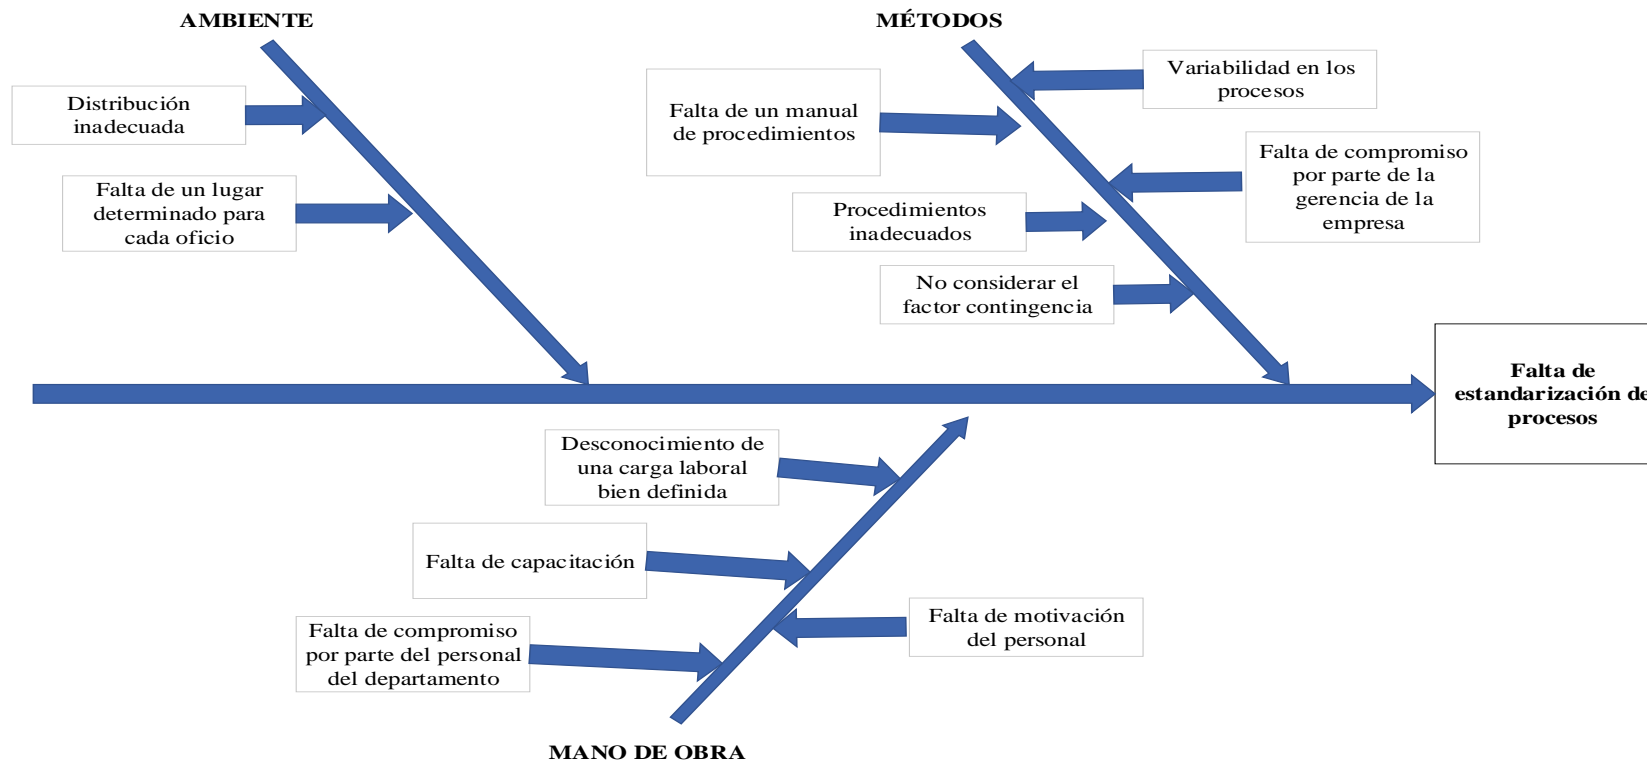 AMBIENTE
MÉTODOS
Distribución
inadecuada
Falta de un lugar
determinado para
cada oficio
Falta de un manual
de procedimientos
Variabilidad en los
procesos
Falta de compromiso
por parte de la
gerencia de la
empresa
Procedimientos
inadecuados
No considerar el
factor contingencia
Falta de
estandarización de
procesos
Desconocimiento de
una carga laboral
bien definida
Falta de capacitación
Falta de compromiso
por parte del personal
del departamento
Falta de motivación
del personal
MANO DE OBRA